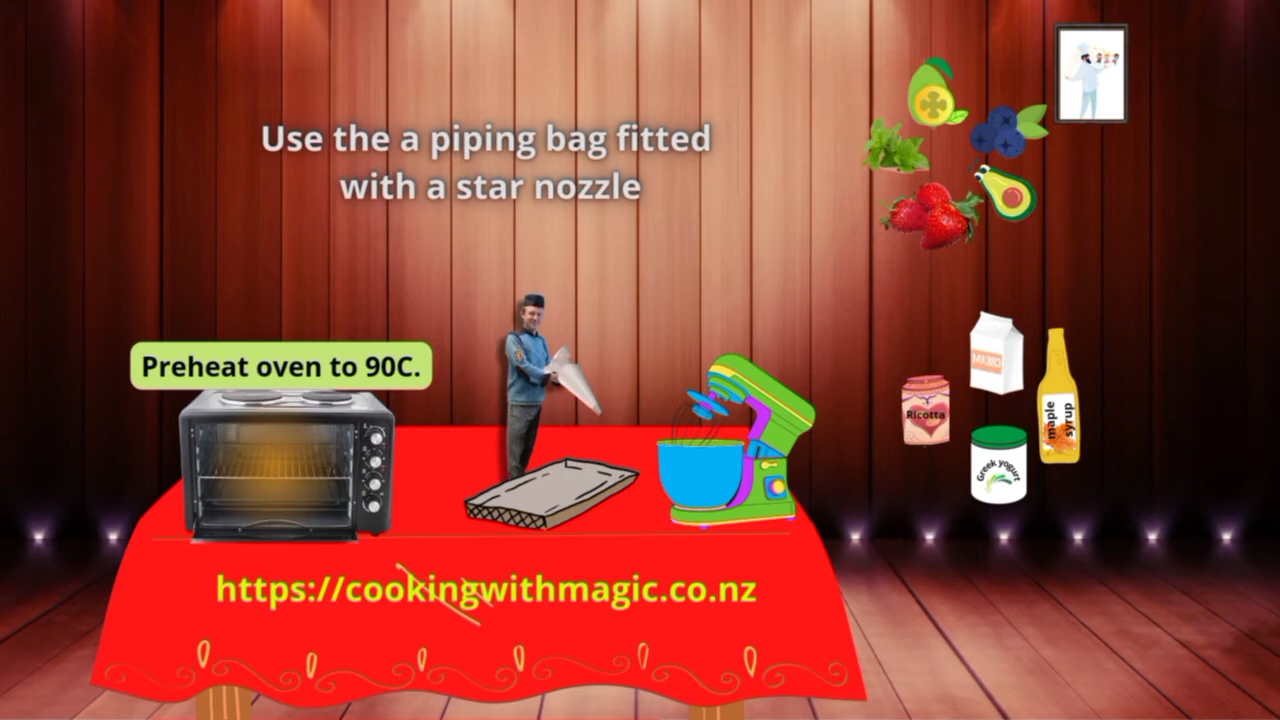 Use the a piping bag fitted
with a star nozzle
Preheat oven to 90C.
CREAM
Ricotta
maple
syrup
Greek yogurt
https://cookingwithmagic.co.nz